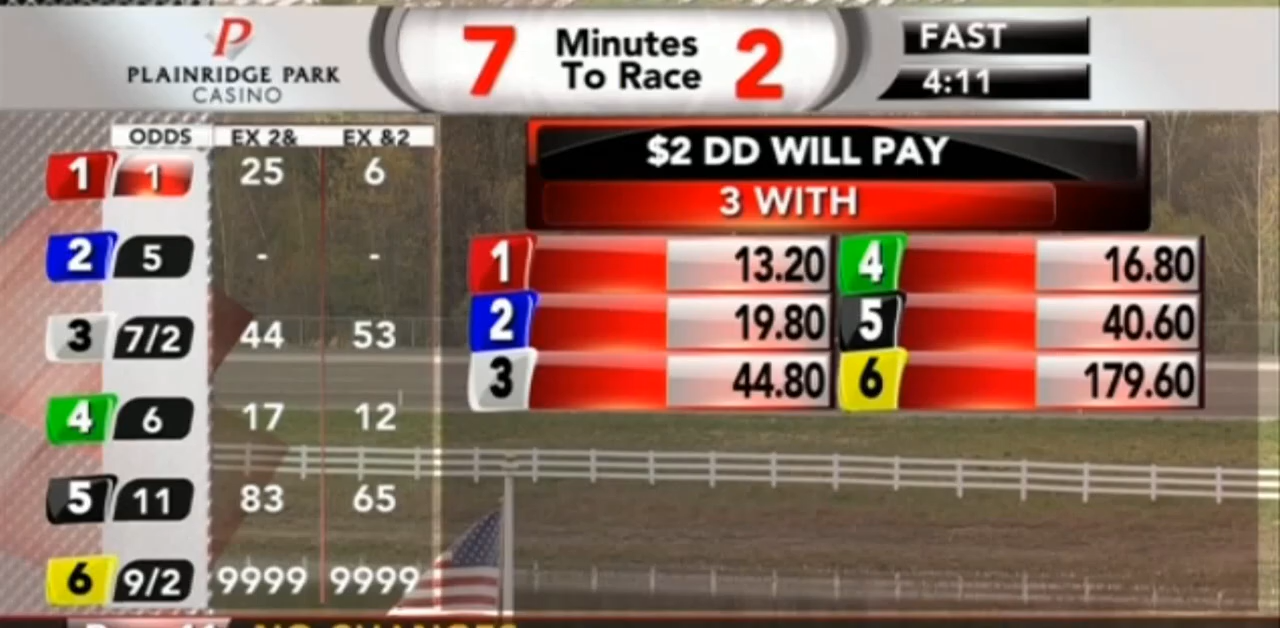 P
PLAINRIDGE PARK
CASINO
7 Minutes To Race 2
FAST
4:11
ODDS EX 2& EX &2
1 1 25 6
2 5 - -
3 7/2 44 53
4 6 17 12
5 11 83 65
6 9/2 9999 9999
$2 DD WILL PAY
3 WITH
1 13.20 4 16.80
2 19.80 5 40.60
3 44.80 6 179.60
NO CHANGES